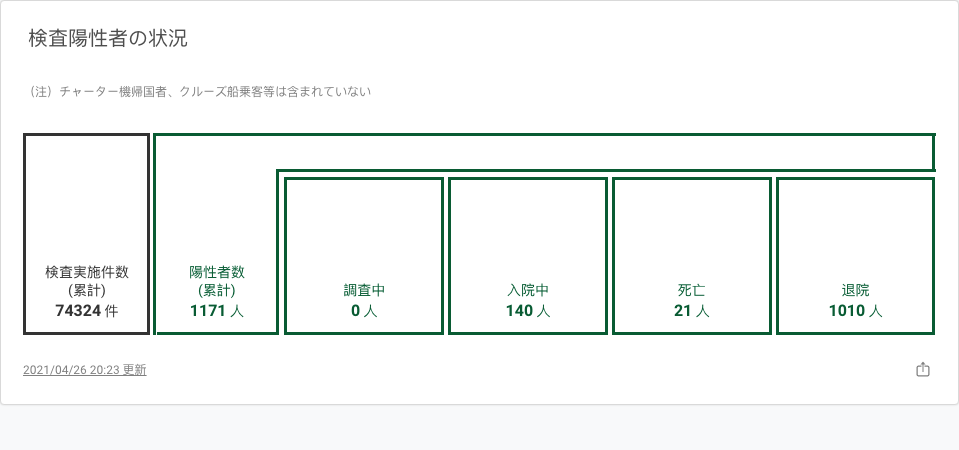 検査陽性者の状況
（注）チャーター機帰国者、クルーズ船乗客等は含まれていない
検査実施件数
(累計)
74324 件
陽性者数
(累計)
1171 人
調査中
0 人
入院中
140 人
死亡
21 人
退院
1010 人
2021/04/26 20:23 更新